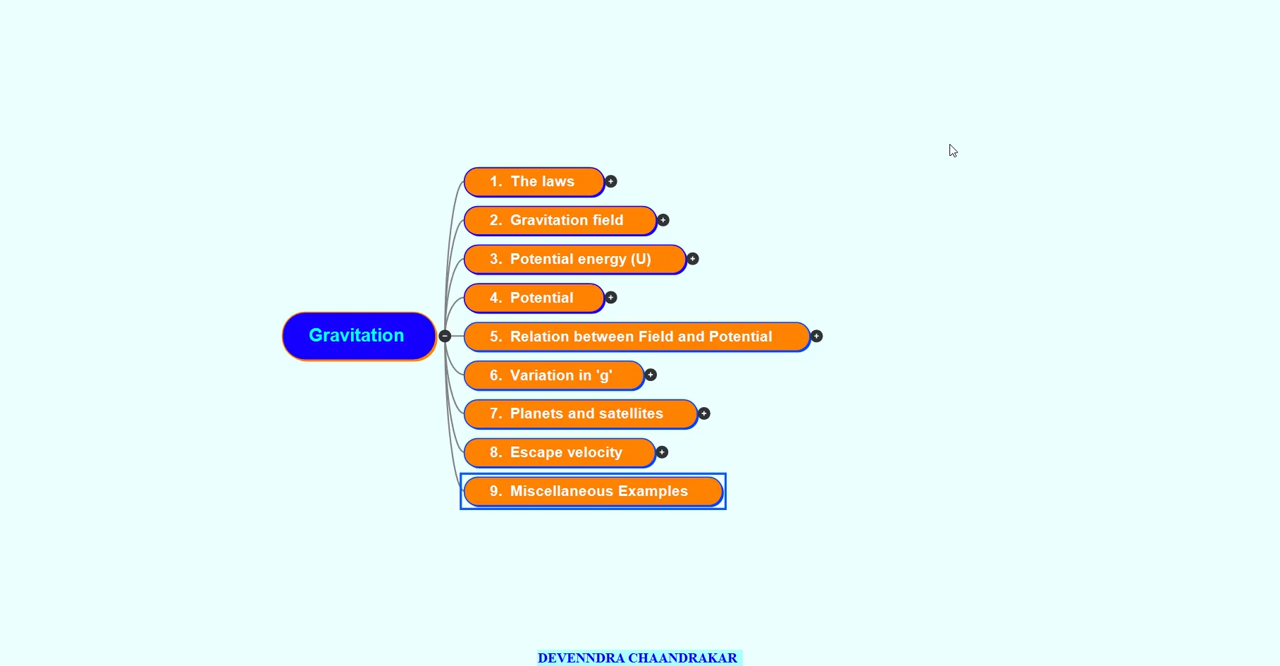 1. The laws
2. Gravitation field
3. Potential energy (U)
4. Potential
Gravitation
5. Relation between Field and Potential
6. Variation in 'g'
7. Planets and satellites
8. Escape velocity
9. Miscellaneous Examples
DEVENNDRA CHAANDRAKAR